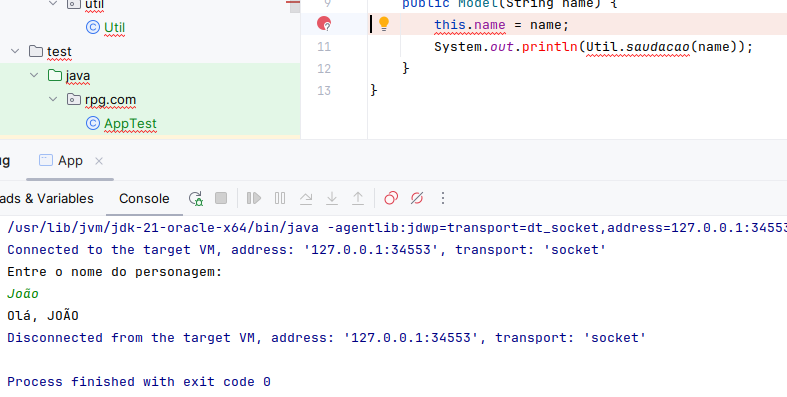 util
Util
test
java
rpg.com
AppTest
9 public Model(String name) {
this.name = name;
11 System.out.println(Util.saudacao(name));
12 }
13 }
ug App
ads & Variables Console
/usr/lib/jvm/jdk-21-oracle-x64/bin/java -agentlib:jdwp=transport=dt_socket,address=127.0.0.1:34553
Connected to the target VM, address: '127.0.0.1:34553', transport: 'socket'
Entre o nome do personagem:
João
Olá, JOÃO
Disconnected from the target VM, address: '127.0.0.1:34553', transport: 'socket'
Process finished with exit code 0